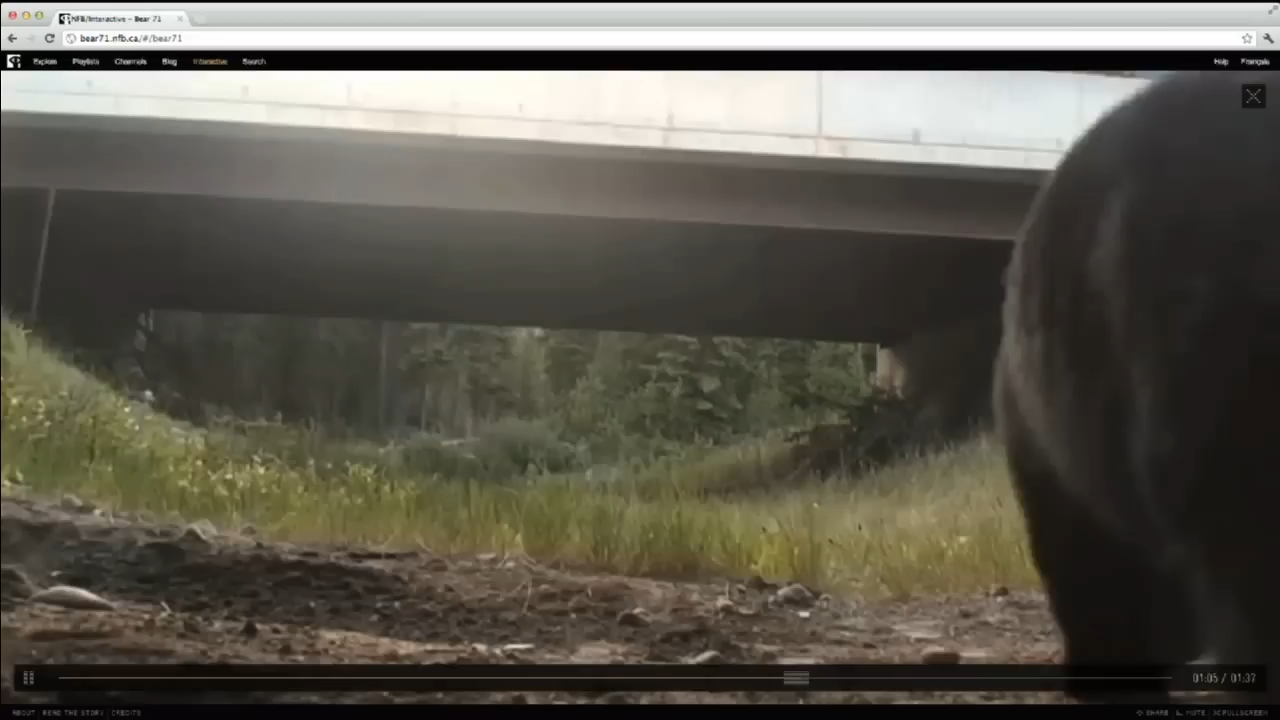 NFB/Interactive – Bear 71
bear71.nfb.ca/#/bear71
Explore Playlists Channels Blog Interactive Search Help Français
01:05 / 01:37
ABOUT READ THE STORY CREDITS SHARE MUTE FULLSCREEN